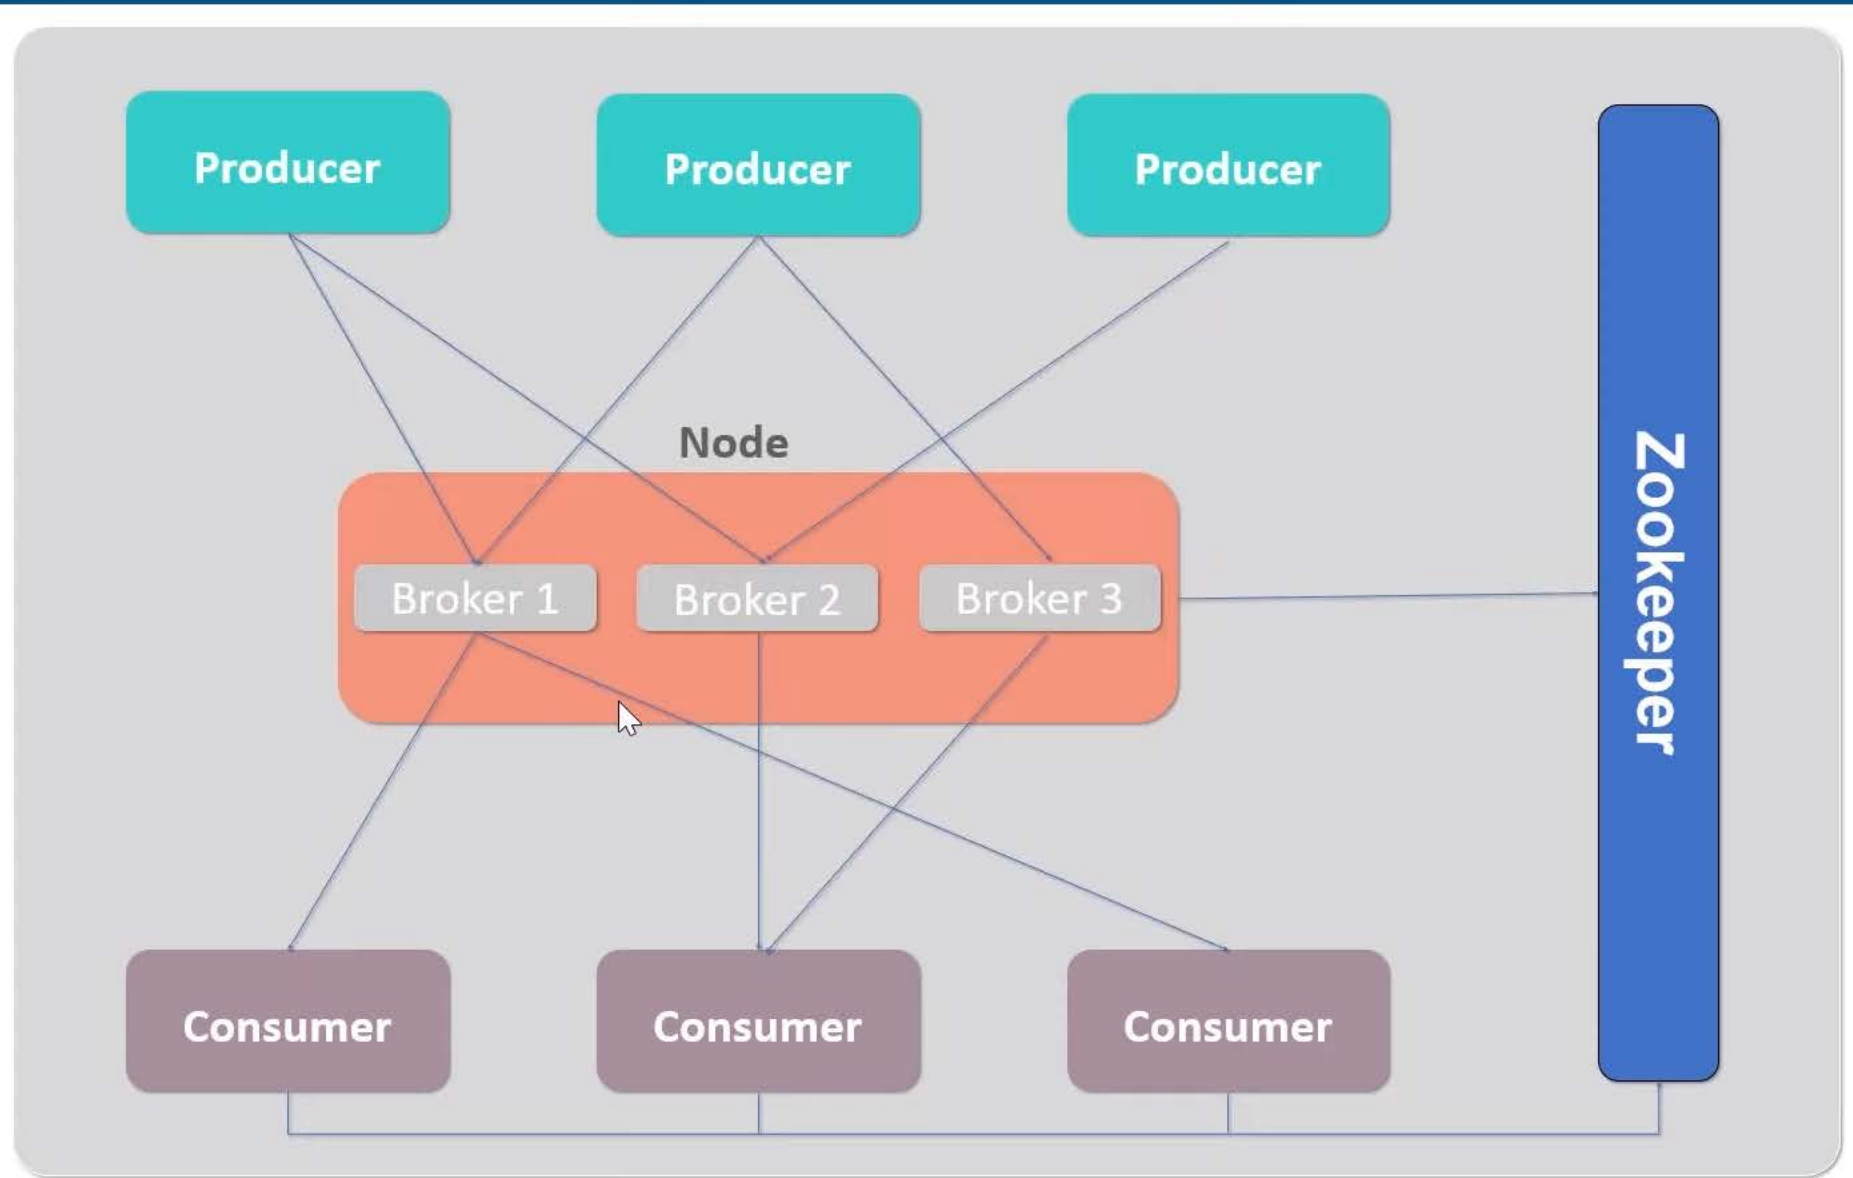 Producer
Producer
Producer
Node
Broker 1
Broker 2
Broker 3
Zookeeper
Consumer
Consumer
Consumer